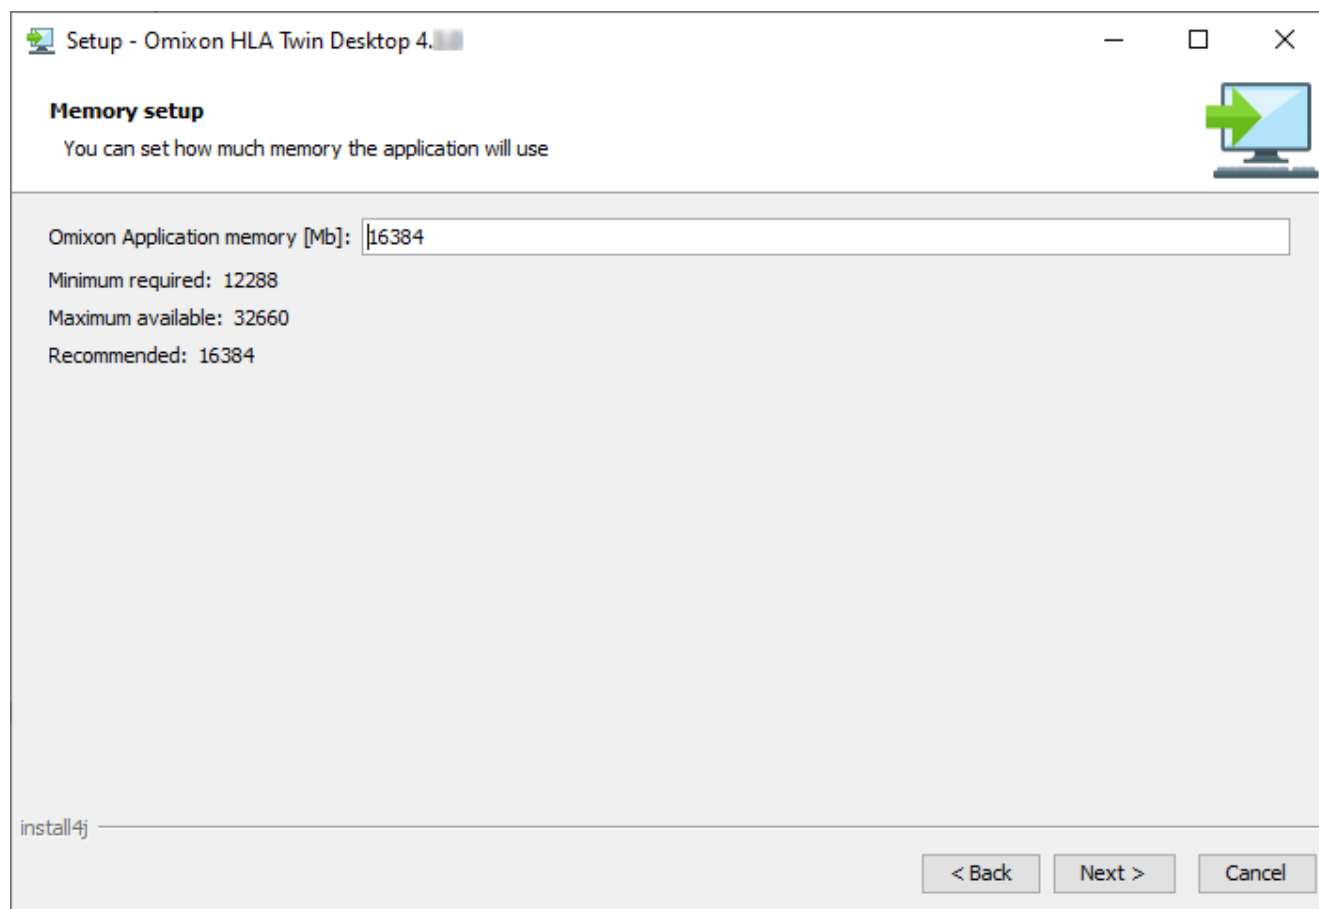 Setup - Omixon HLA Twin Desktop 4.
Memory setup
You can set how much memory the application will use
Omixon Application memory [Mb]: 16384
Minimum required: 12288
Maximum available: 32660
Recommended: 16384
install4j
< Back Next > Cancel